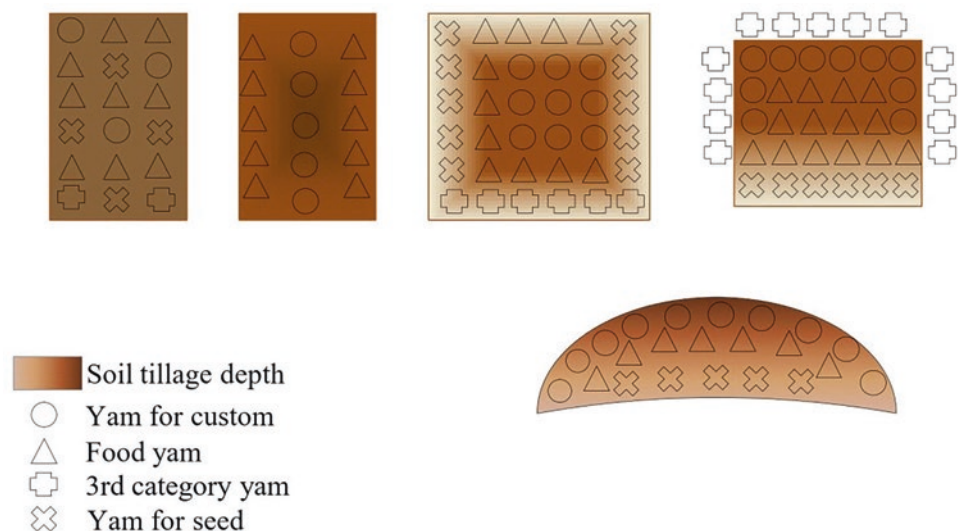 Soil tillage depth
Yam for custom
Food yam
3rd category yam
Yam for seed